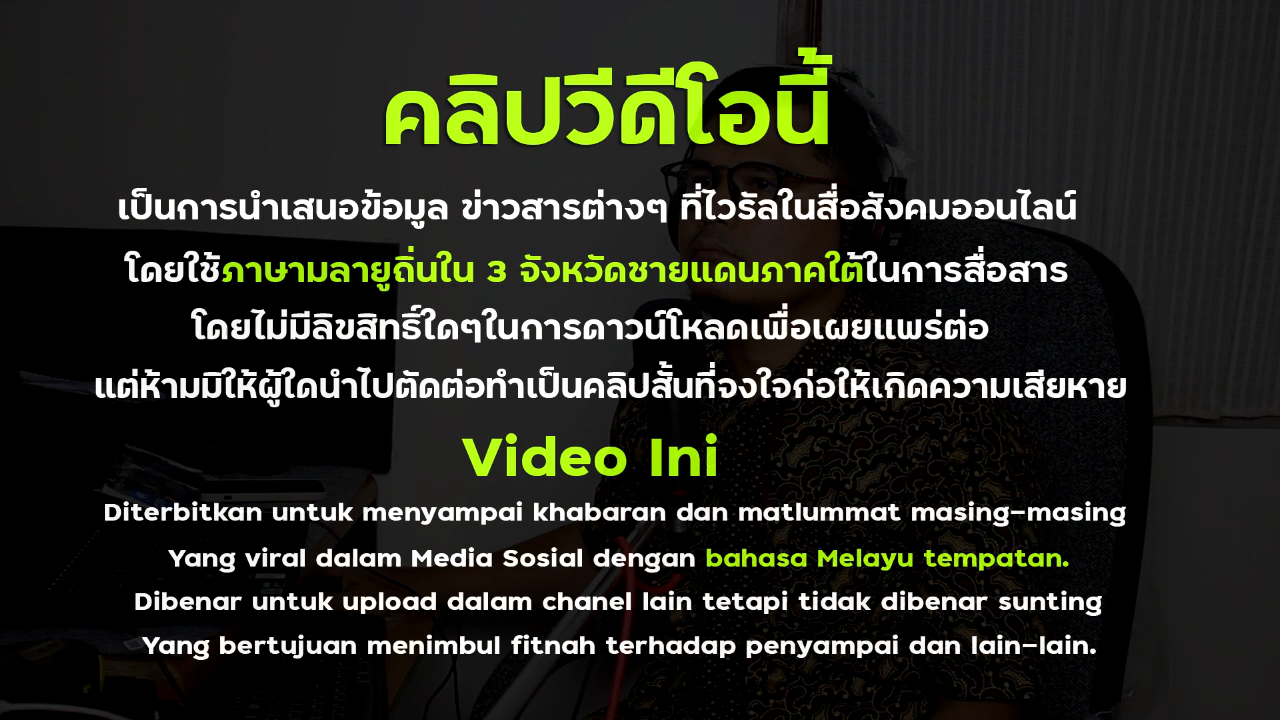 คลิปวีดีโอนี้
เป็นการนำเสนอข้อมูล ข่าวสารต่างๆ ที่ไวรัลในสื่อสังคมออนไลน์
โดยใช้ภาษามลายูถิ่นใน 3 จังหวัดชายแดนภาคใต้ในการสื่อสาร
โดยไม่มีลิขสิทธิ์ใดๆในการดาวน์โหลดเพื่อเผยแพร่ต่อ
แต่ห้ามมิให้ผู้ใดนำไปตัดต่อทำเป็นคลิปสั้นที่จงใจก่อให้เกิดความเสียหาย
Video Ini
Diterbitkan untuk menyampai khabaran dan matlummat masing-masing
Yang viral dalam Media Sosial dengan bahasa Melayu tempatan.
Dibenar untuk upload dalam chanel lain tetapi tidak dibenar sunting
Yang bertujuan menimbul fitnah terhadap penyampai dan lain-lain.